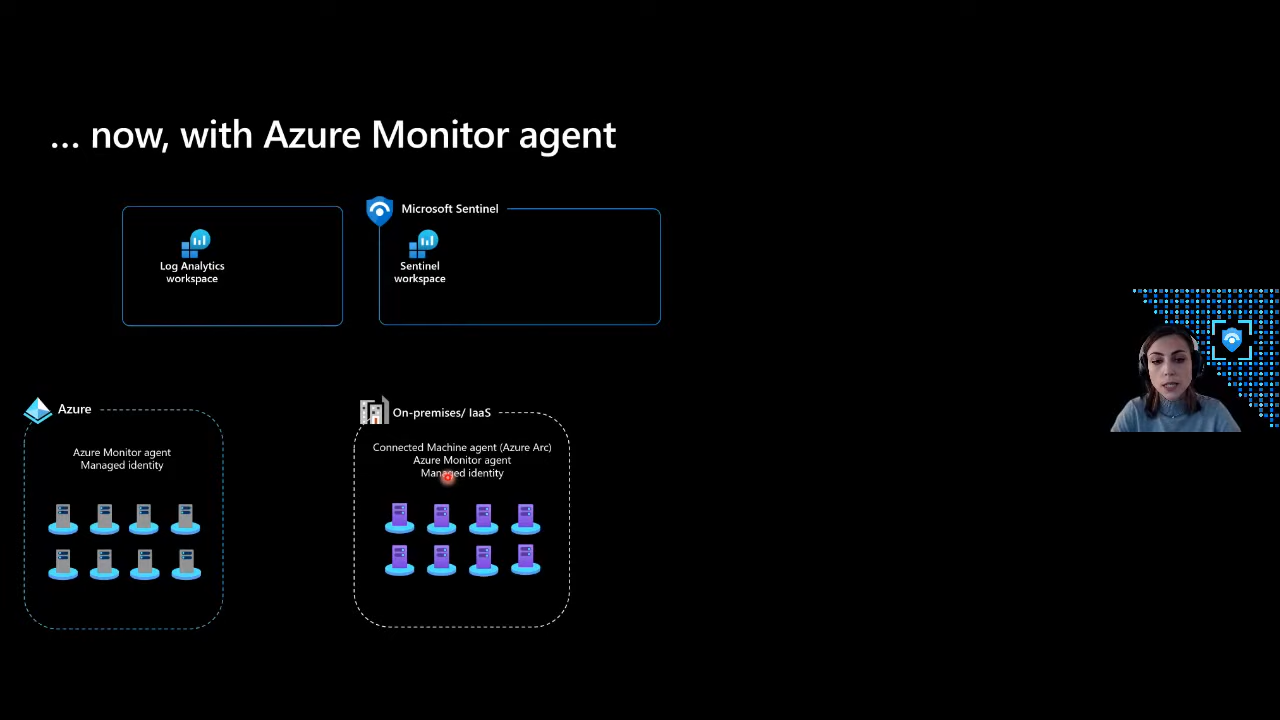 ... now, with Azure Monitor agent
Microsoft Sentinel
Log Analytics
workspace
Sentinel
workspace
Azure
Azure Monitor agent
Managed identity
On-premises/ IaaS
Connected Machine agent (Azure Arc)
Azure Monitor agent
Managed identity